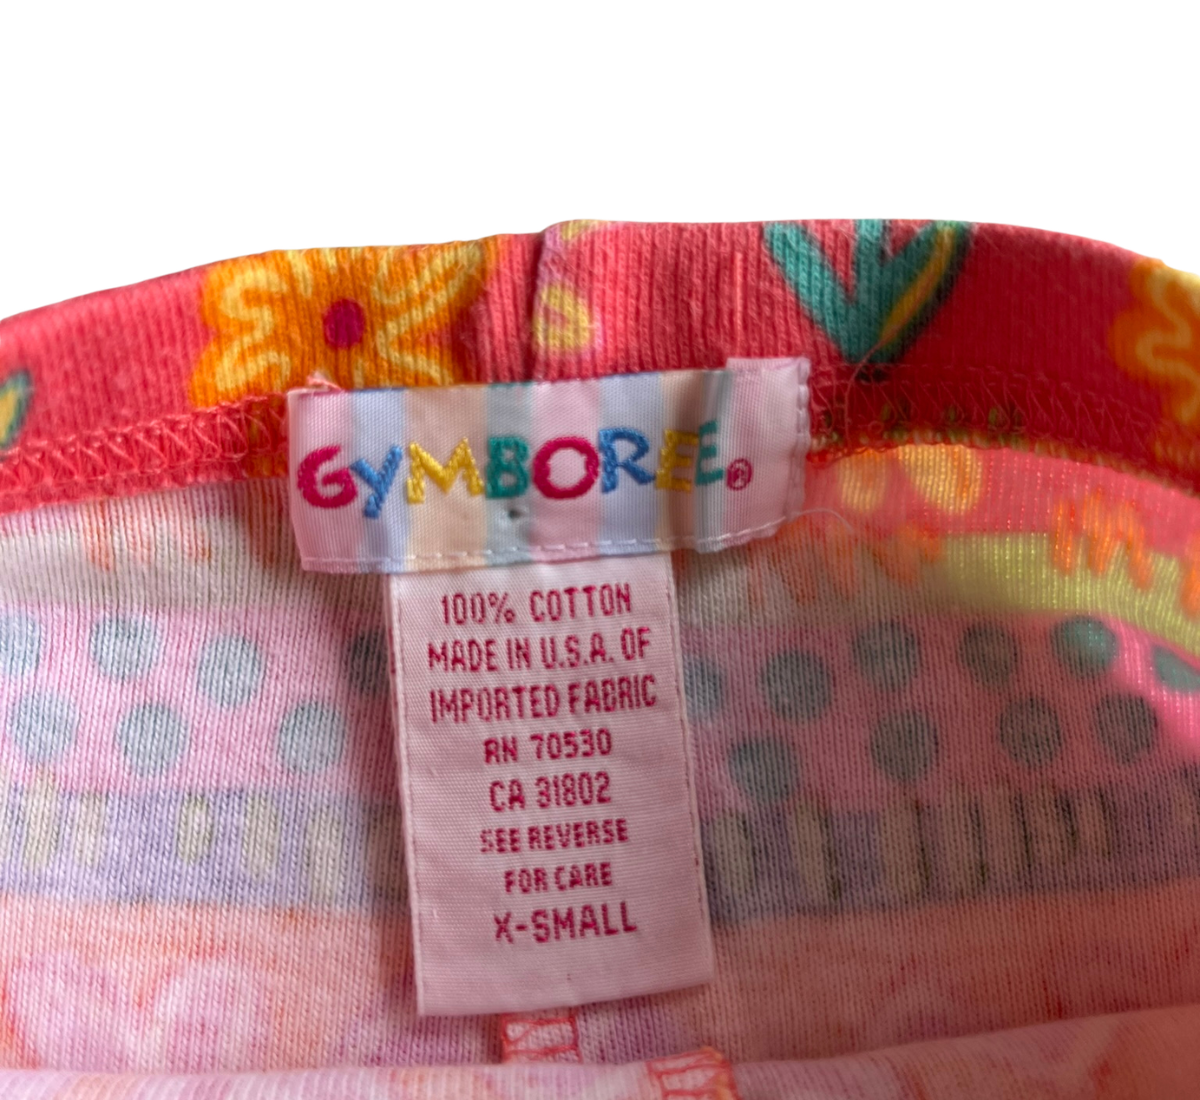 GYMBOREE®
100% COTTON
MADE IN U.S.A. OF
IMPORTED FABRIC
RN 70530
CA 31802
SEE REVERSE
FOR CARE
X-SMALL